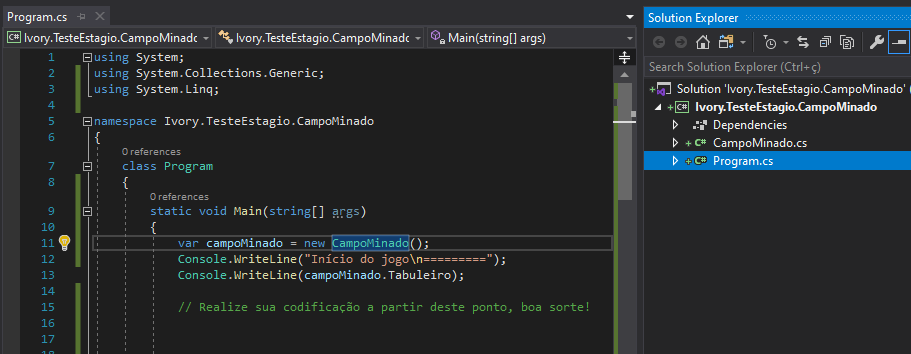 Program.cs
Ivory.TesteEstagio.CampoMinado
Ivory.TesteEstagio.CampoMinado
Main(string[] args)
1 using System;
2 using System.Collections.Generic;
3 using System.Linq;
4
5 namespace Ivory.TesteEstagio.CampoMinado
6 {
0 references
7 class Program
8 {
0 references
9 static void Main(string[] args)
10 {
11 var campoMinado = new CampoMinado();
12 Console.WriteLine("Início do jogo\n=========");
13 Console.WriteLine(campoMinado.Tabuleiro);
14
15 // Realize sua codificação a partir deste ponto, boa sorte!
16
17
18
Solution Explorer
Search Solution Explorer (Ctrl+ç)
Solution 'Ivory.TesteEstagio.CampoMinado' (
Ivory.TesteEstagio.CampoMinado
Dependencies
C# CampoMinado.cs
C# Program.cs